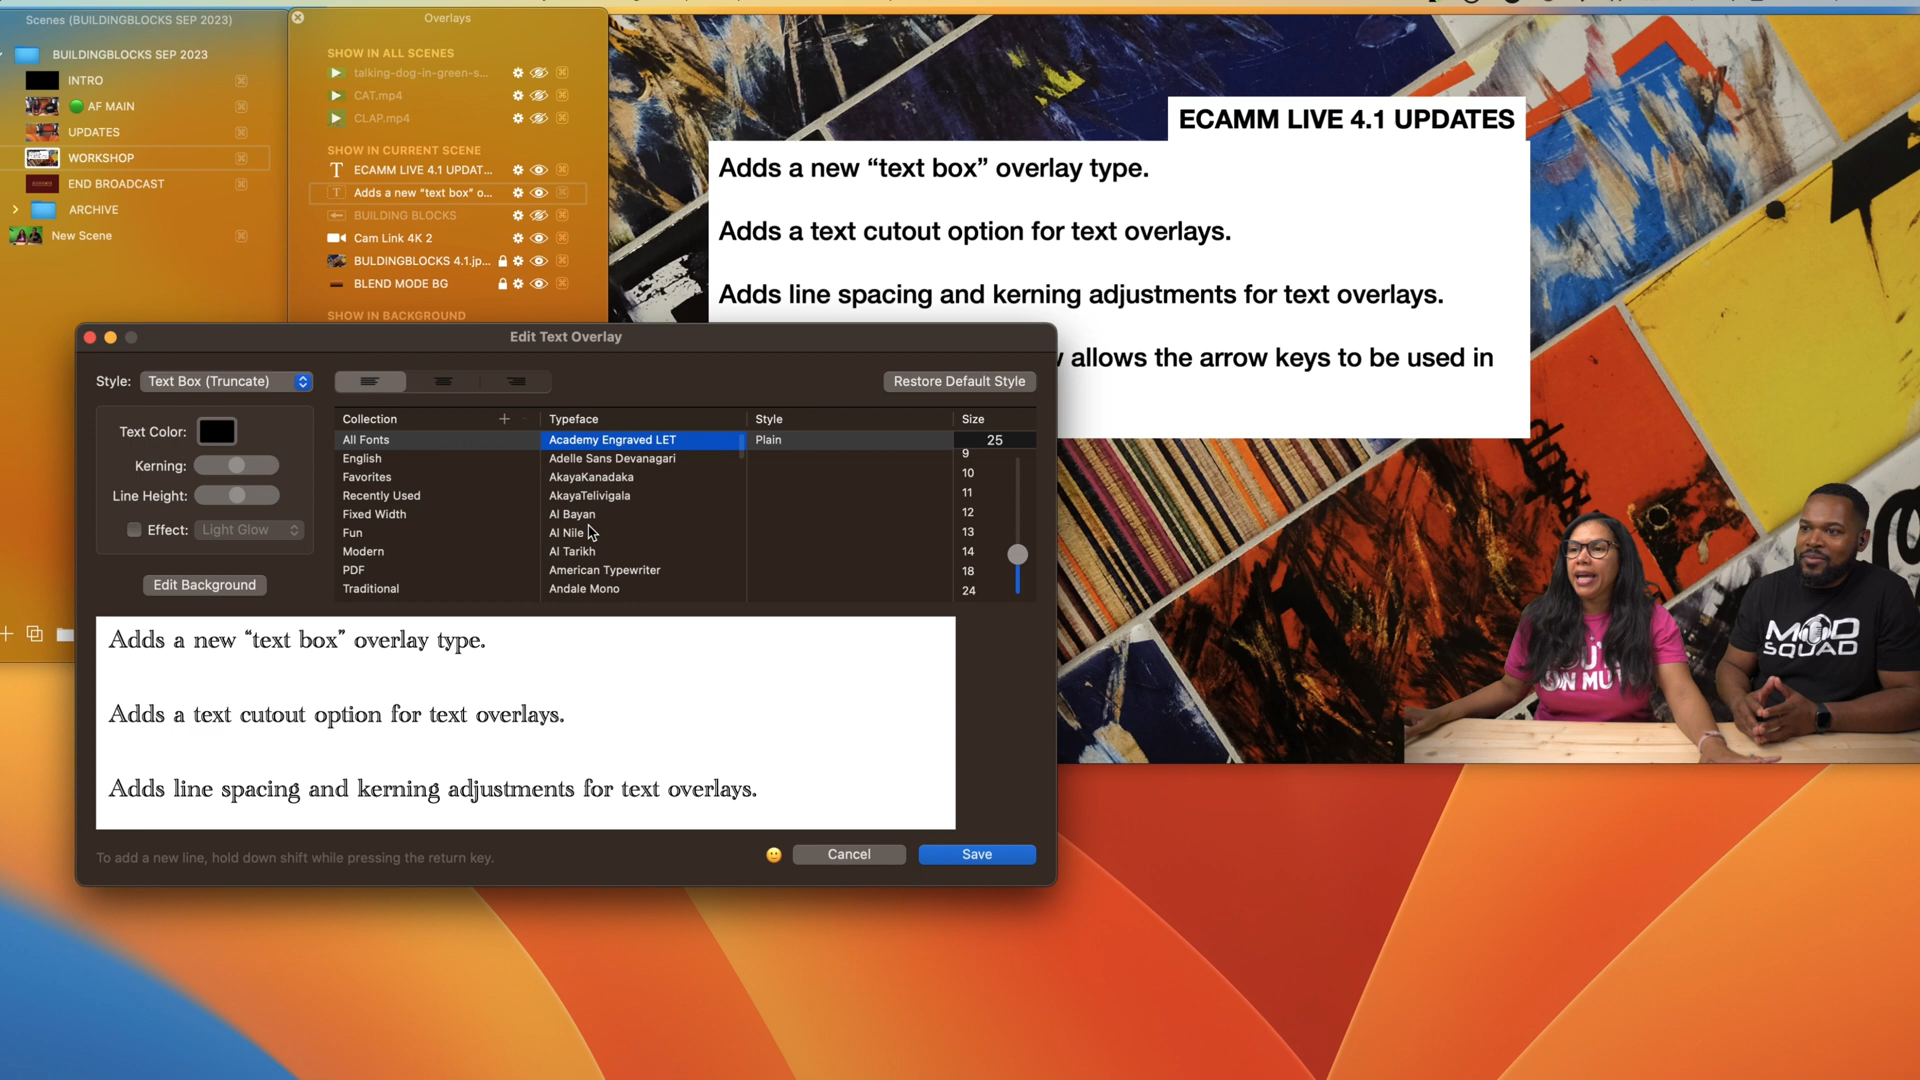 Scenes (BUILDINGBLOCKS SEP 2023)
BUILDINGBLOCKS SEP 2023
INTRO
AF MAIN
UPDATES
WORKSHOP
END BROADCAST
ARCHIVE
New Scene
Overlays
SHOW IN ALL SCENES
talking-dog-in-green-s...
CAT.mp4
CLAP.mp4
SHOW IN CURRENT SCENE
ECAMM LIVE 4.1 UPDAT...
Adds a new “text box” o...
BUILDING BLOCKS
Cam Link 4K 2
BULDINGBLOCKS 4.1.jp...
BLEND MODE BG
SHOW IN BACKGROUND
ECAMM LIVE 4.1 UPDATES
Adds a new “text box” overlay type.
Adds a text cutout option for text overlays.
Adds line spacing and kerning adjustments for text overlays.
allows the arrow keys to be used in
Edit Text Overlay
Style: Text Box (Truncate)
Restore Default Style
Text Color:
Kerning:
Line Height:
Effect: Light Glow
Edit Background
Collection
All Fonts
English
Favorites
Recently Used
Fixed Width
Fun
Modern
PDF
Traditional
Typeface
Academy Engraved LET
Adelle Sans Devanagari
AkayaKanadaka
AkayaTelivigala
Al Bayan
Al Nile
Al Tarikh
American Typewriter
Andale Mono
Style
Plain
Size
25
9
10
11
12
13
14
18
24
Adds a new “text box” overlay type.
Adds a text cutout option for text overlays.
Adds line spacing and kerning adjustments for text overlays.
To add a new line, hold down shift while pressing the return key.
Cancel
Save
ON MU
MOD
SQUAD